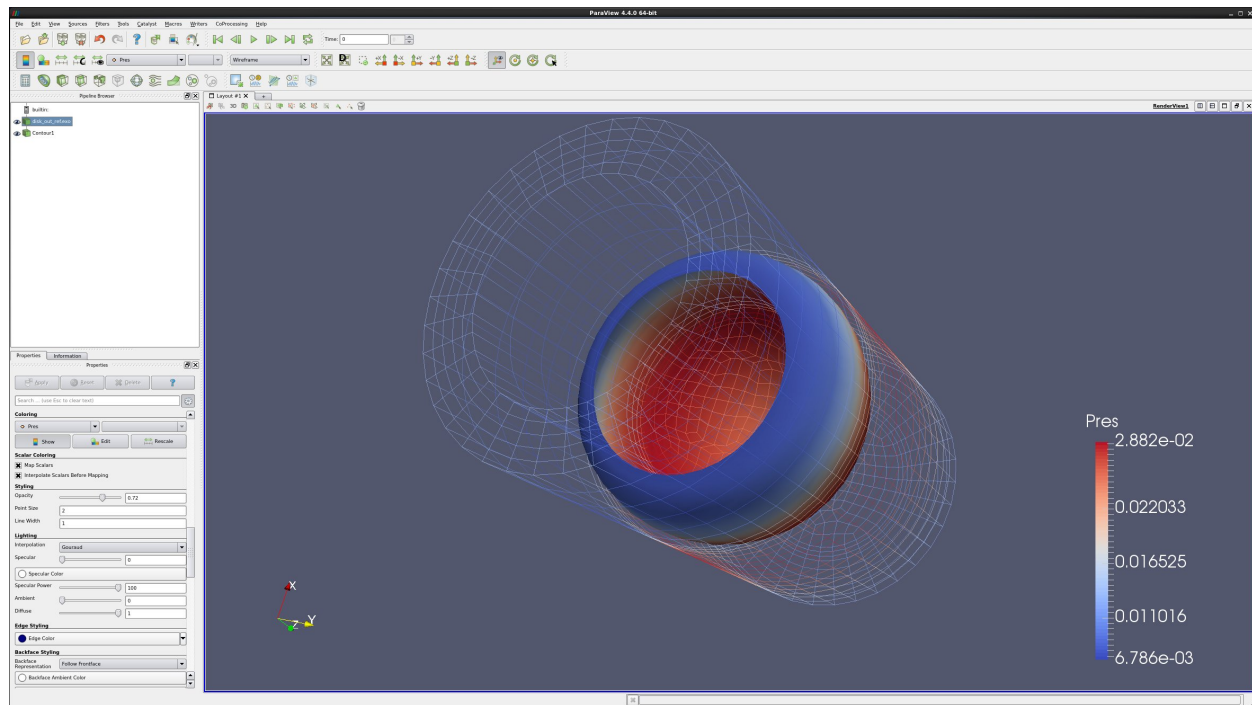 ParaView 4.4.0 64-bit
File Edit View Sources Filters Tools Catalyst Macros Writers CoProcessing Help
Time: 0
Pres Wireframe
Pipeline Browser
Layout #1
builtin:
3D RenderView1
disk_out_ref.ex2
Contour1
Properties Information
Properties
Apply Reset Delete ?
Search ... (use Esc to clear text)
Coloring
Pres
Show Edit Rescale
Scalar Coloring
Map Scalars
Interpolate Scalars Before Mapping
Styling
Opacity 0.72
Point Size 2
Line Width 1
Lighting
Interpolation Gouraud
Specular 0
Specular Color
Specular Power 100
Ambient 0
Diffuse 1
Edge Styling
Edge Color
Backface Styling
Backface Representation Follow Frontface
Backface Ambient Color
X
Y
Z
Pres
2.882e-02
0.022033
0.016525
0.011016
6.786e-03